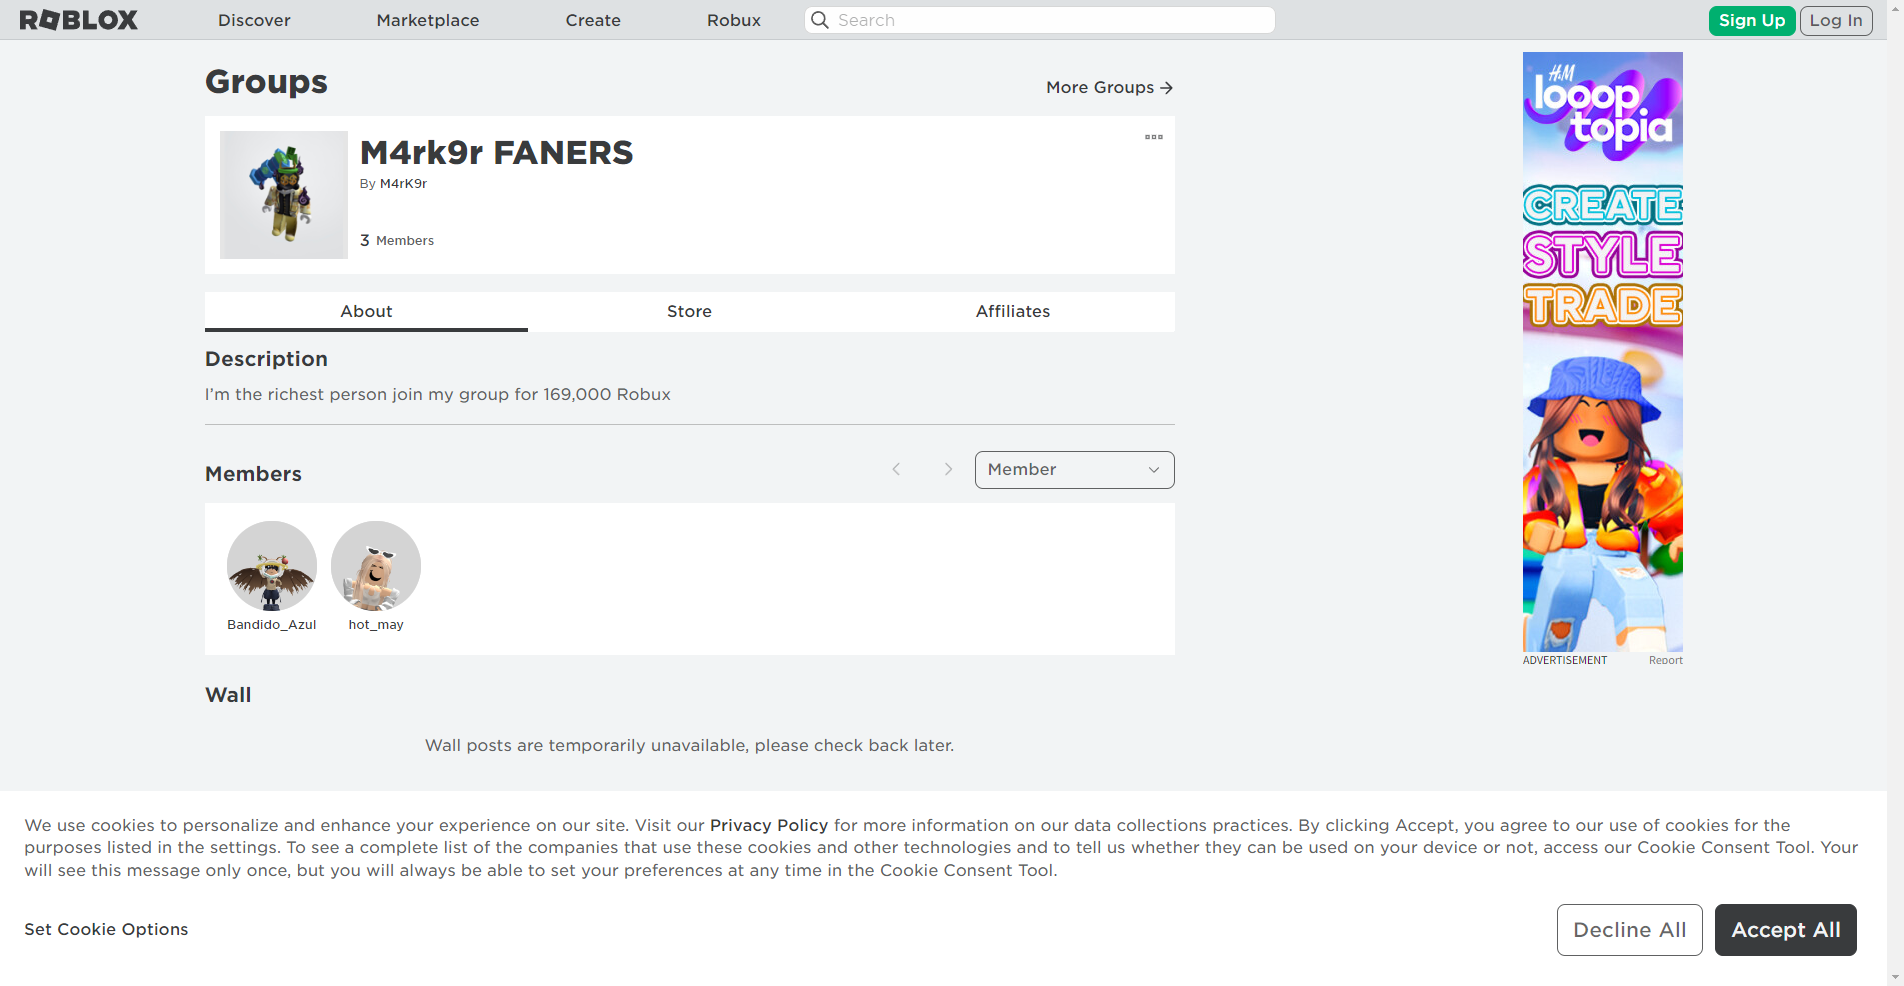 ROBLOX Discover Marketplace Create Robux Search Sign Up Log In
Groups
More Groups
M4rk9r FANERS
By M4rK9r
3 Members
About Store Affiliates
Description
I'm the richest person join my group for 169,000 Robux
Members
Member
Bandido_Azul hot_may
Wall
Wall posts are temporarily unavailable, please check back later.
H&M
looop
topia
CREATE
STYLE
TRADE
ADVERTISEMENT Report
We use cookies to personalize and enhance your experience on our site. Visit our Privacy Policy for more information on our data collections practices. By clicking Accept, you agree to our use of cookies for the
purposes listed in the settings. To see a complete list of the companies that use these cookies and other technologies and to tell us whether they can be used on your device or not, access our Cookie Consent Tool. Your
will see this message only once, but you will always be able to set your preferences at any time in the Cookie Consent Tool.
Set Cookie Options
Decline All Accept All